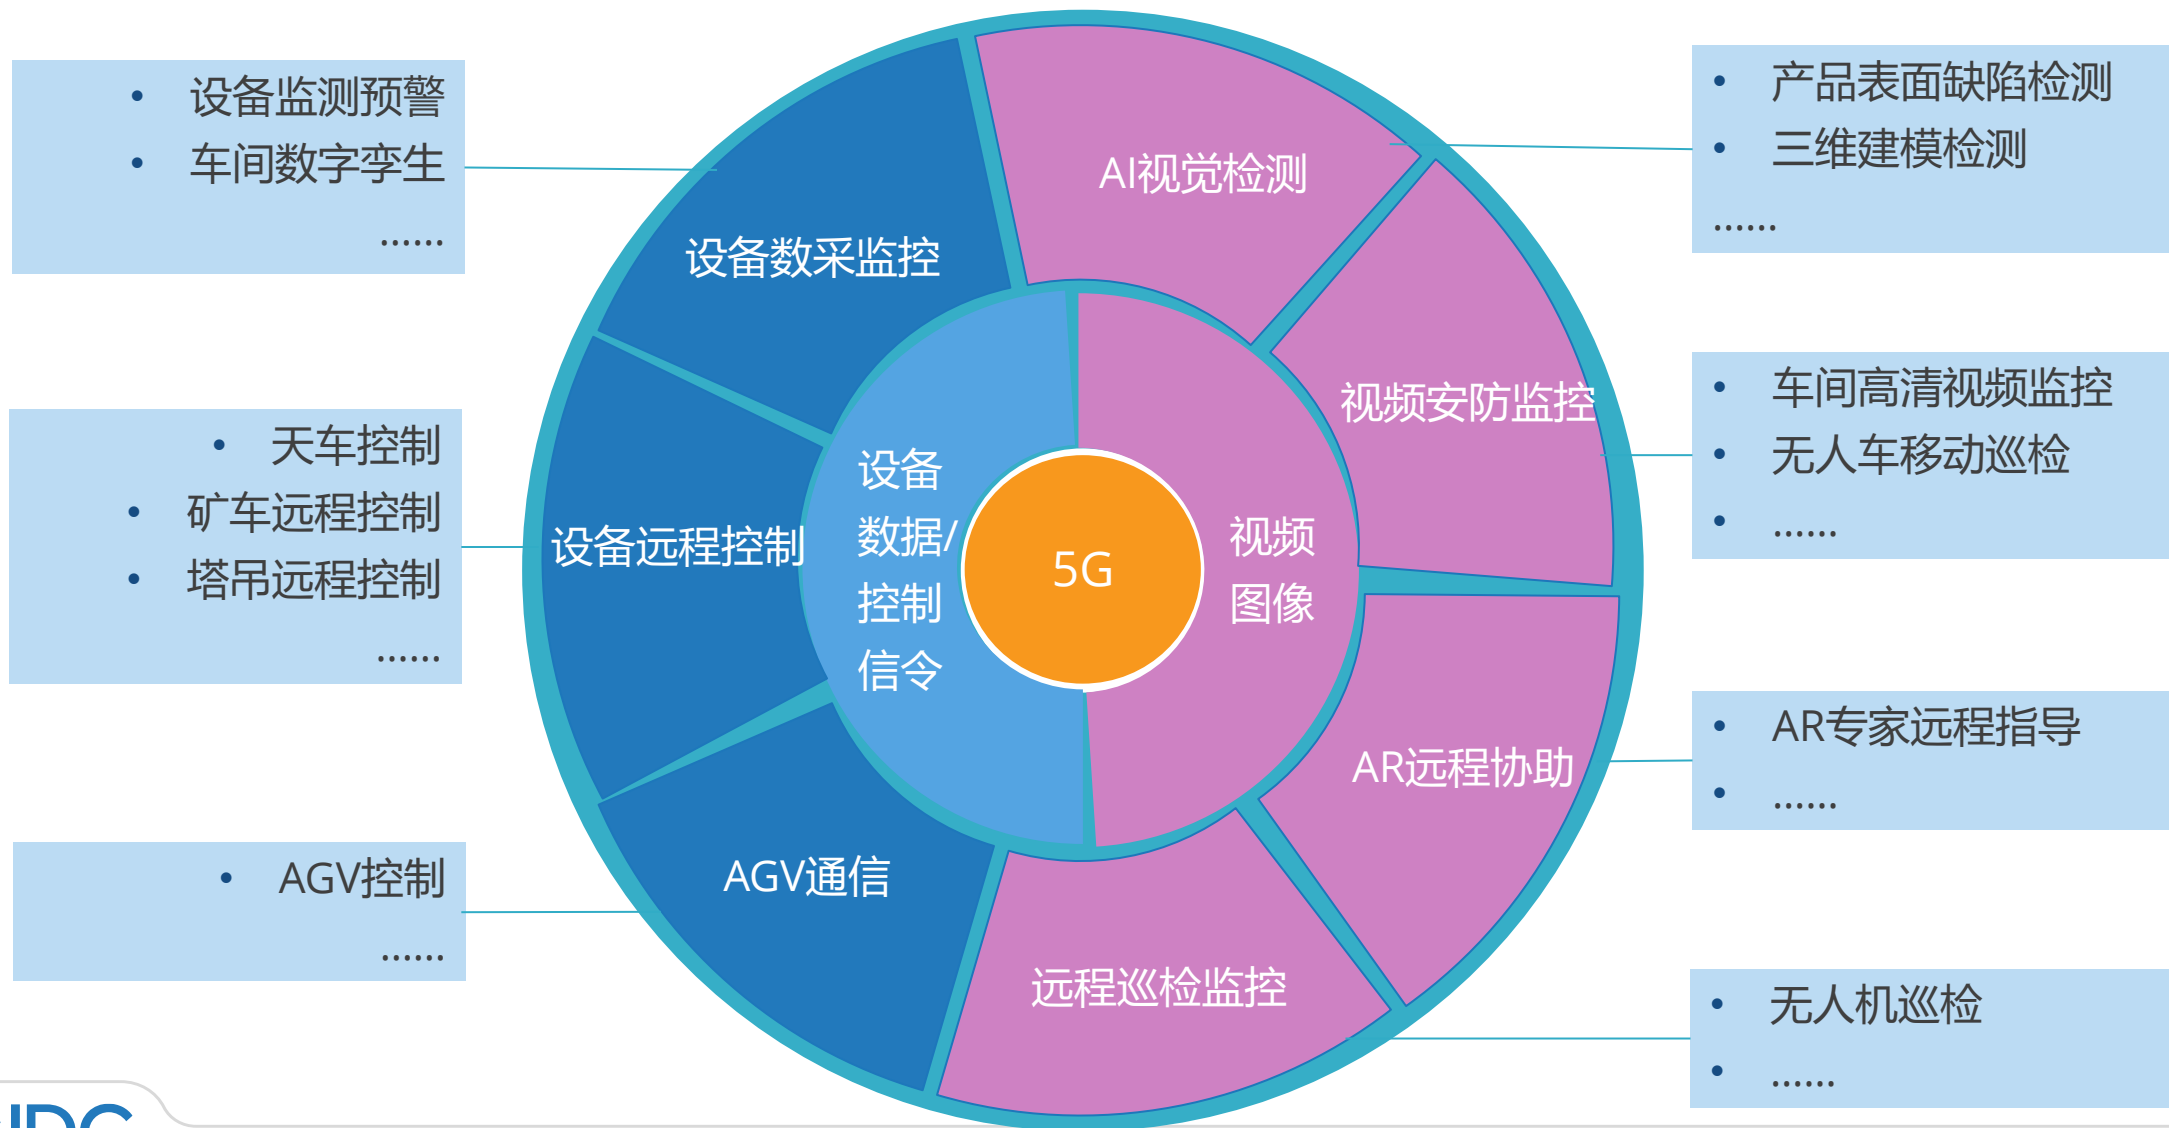 • 设备监测预警
• 车间数字孪生
……
• 天车控制
• 矿车远程控制
• 塔吊远程控制
……
• AGV控制
……
设备数采监控
设备远程控制
AGV通信
设备
数据/
控制
信令
5G
视频
图像
AI视觉检测
视频安防监控
AR远程协助
远程巡检监控
• 产品表面缺陷检测
• 三维建模检测
……
• 车间高清视频监控
• 无人车移动巡检
• ……
• AR专家远程指导
• ……
• 无人机巡检
• ……